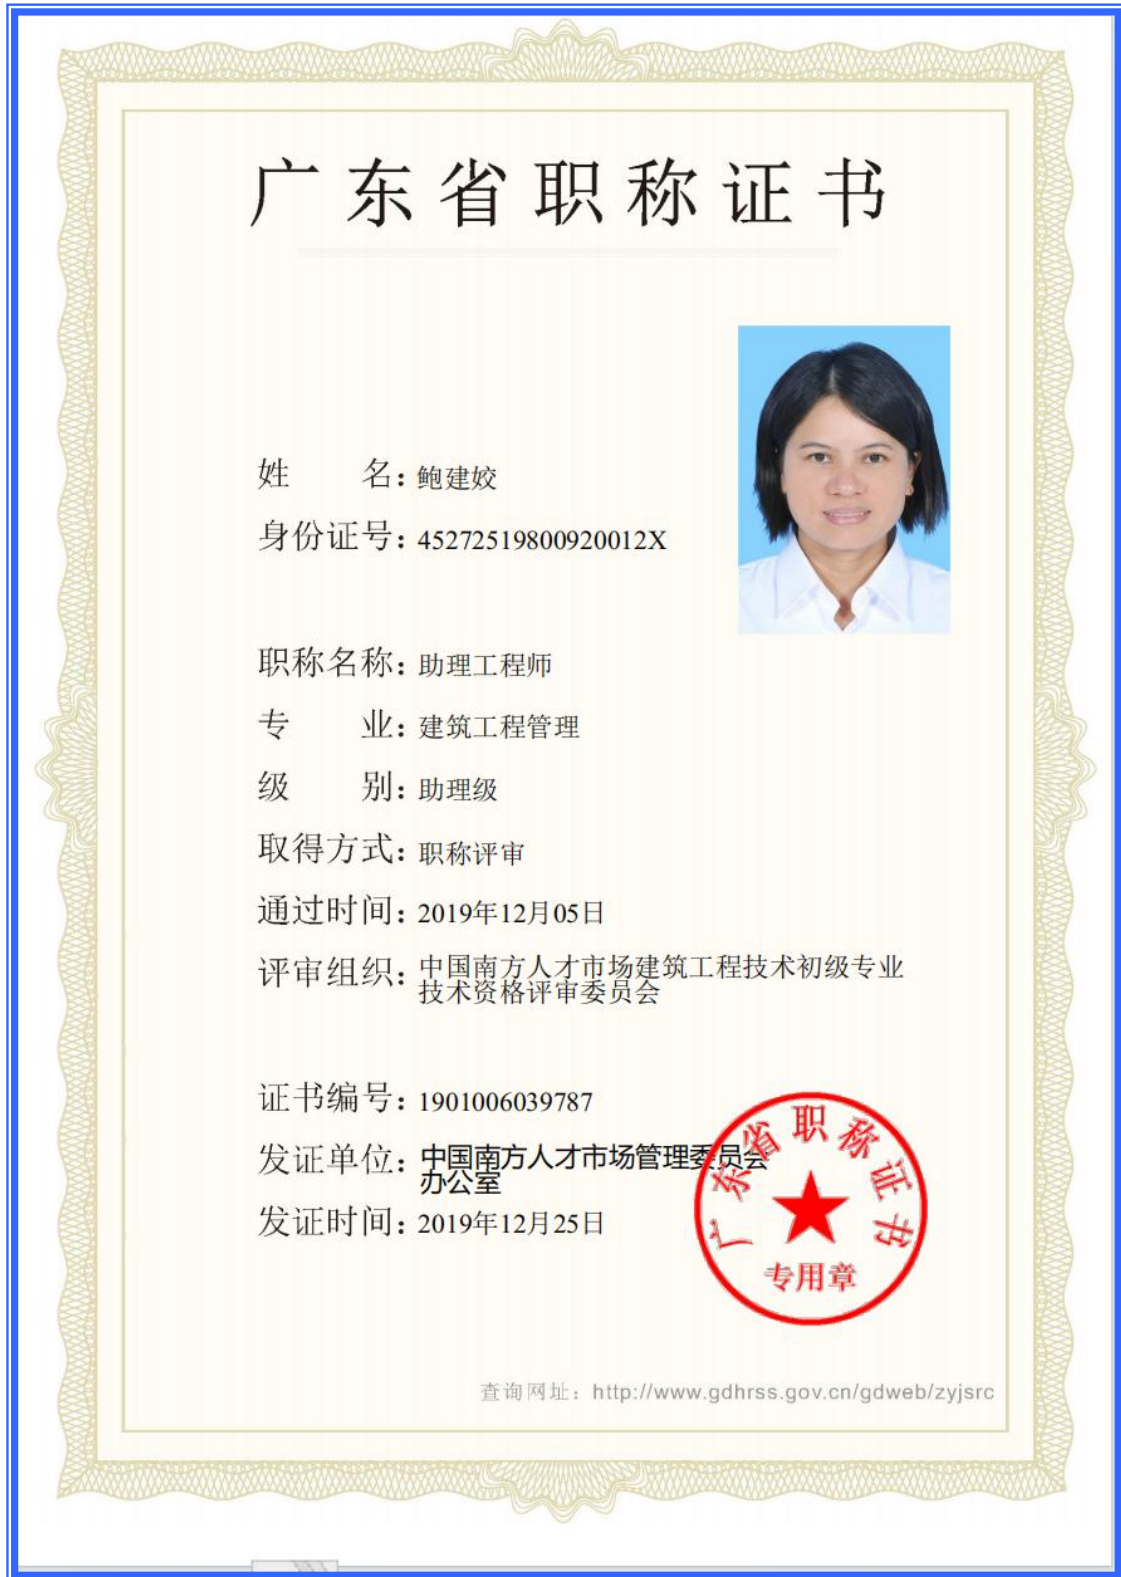 广东省职称证书
姓 名：鲍建姣
身份证号：45272519800920012X
职称名称：助理工程师
专 业：建筑工程管理
级 别：助理级
取得方式：职称评审
通过时间：2019年12月05日
评审组织：中国南方人才市场建筑工程技术初级专业
技术资格评审委员会
证书编号：1901006039787
发证单位：中国南方人才市场管理委员会
办公室
发证时间：2019年12月25日
广东省职称证书
专用章
查询网址：http://www.gdhrss.gov.cn/gdweb/zyjsrc